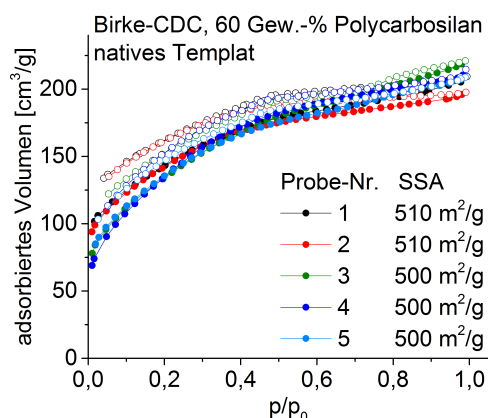 Birke-CDC, 60 Gew.-% Polycarbosilan
natives Templat
adsorbiertes Volumen [cm³/g]
200
150
100
50
0
Probe-Nr. SSA
1 510 m²/g
2 510 m²/g
3 500 m²/g
4 500 m²/g
5 500 m²/g
0,0 0,2 0,4 0,6 0,8 1,0
p/p₀